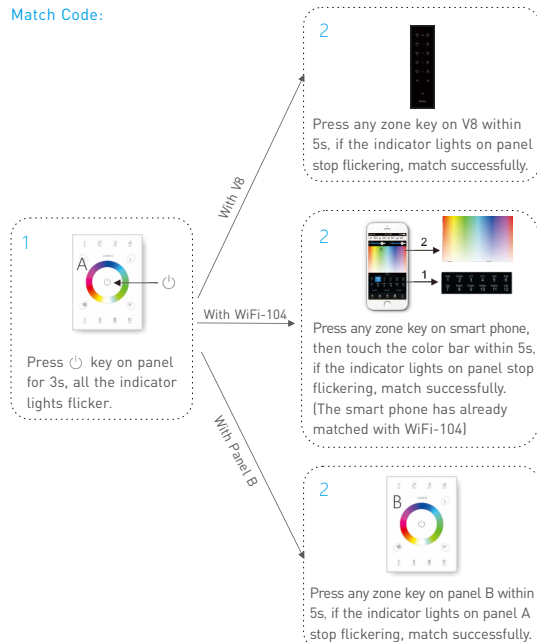 Match Code:
2
Press any zone key on V8 within
5s, if the indicator lights on panel
stop flickering, match successfully.
With V8
1
A
Press key on panel
for 3s, all the indicator
lights flicker.
With WiFi-104
2
2
1
Press any zone key on smart phone,
then touch the color bar within 5s,
if the indicator lights on panel stop
flickering, match successfully.
(The smart phone has already
matched with WiFi-104)
With Panel B
2
B
Press any zone key on panel B within
5s, if the indicator lights on panel A
stop flickering, match successfully.